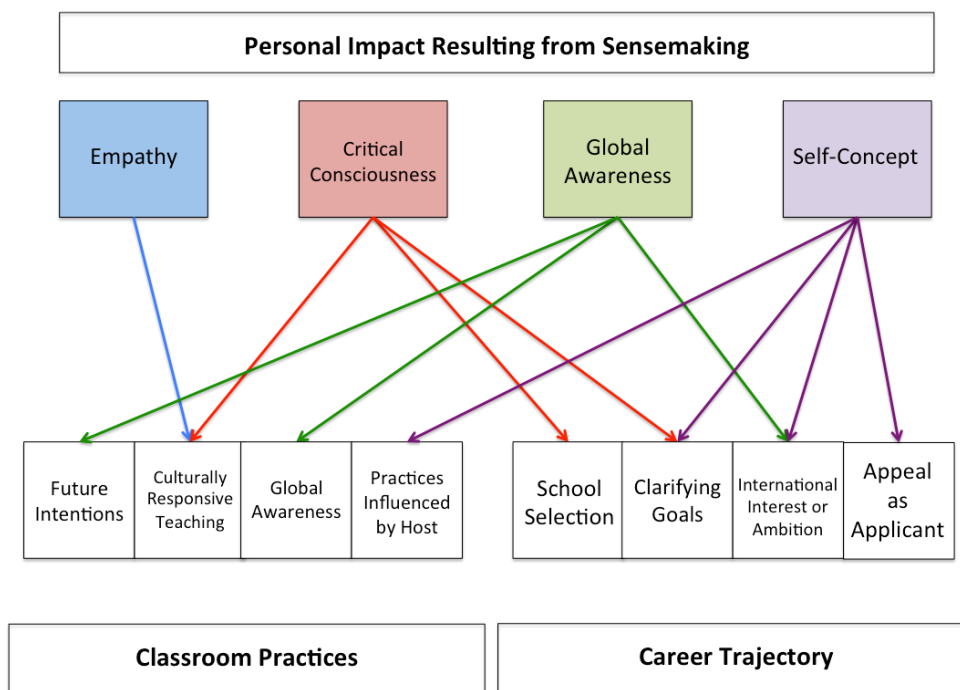 Personal Impact Resulting from Sensemaking
Empathy
Critical
Consciousness
Global
Awareness
Self-Concept
Future
Intentions
Culturally
Responsive
Teaching
Global
Awareness
Practices
Influenced
by Host
School
Selection
Clarifying
Goals
International
Interest or
Ambition
Appeal
as
Applicant
Classroom Practices
Career Trajectory